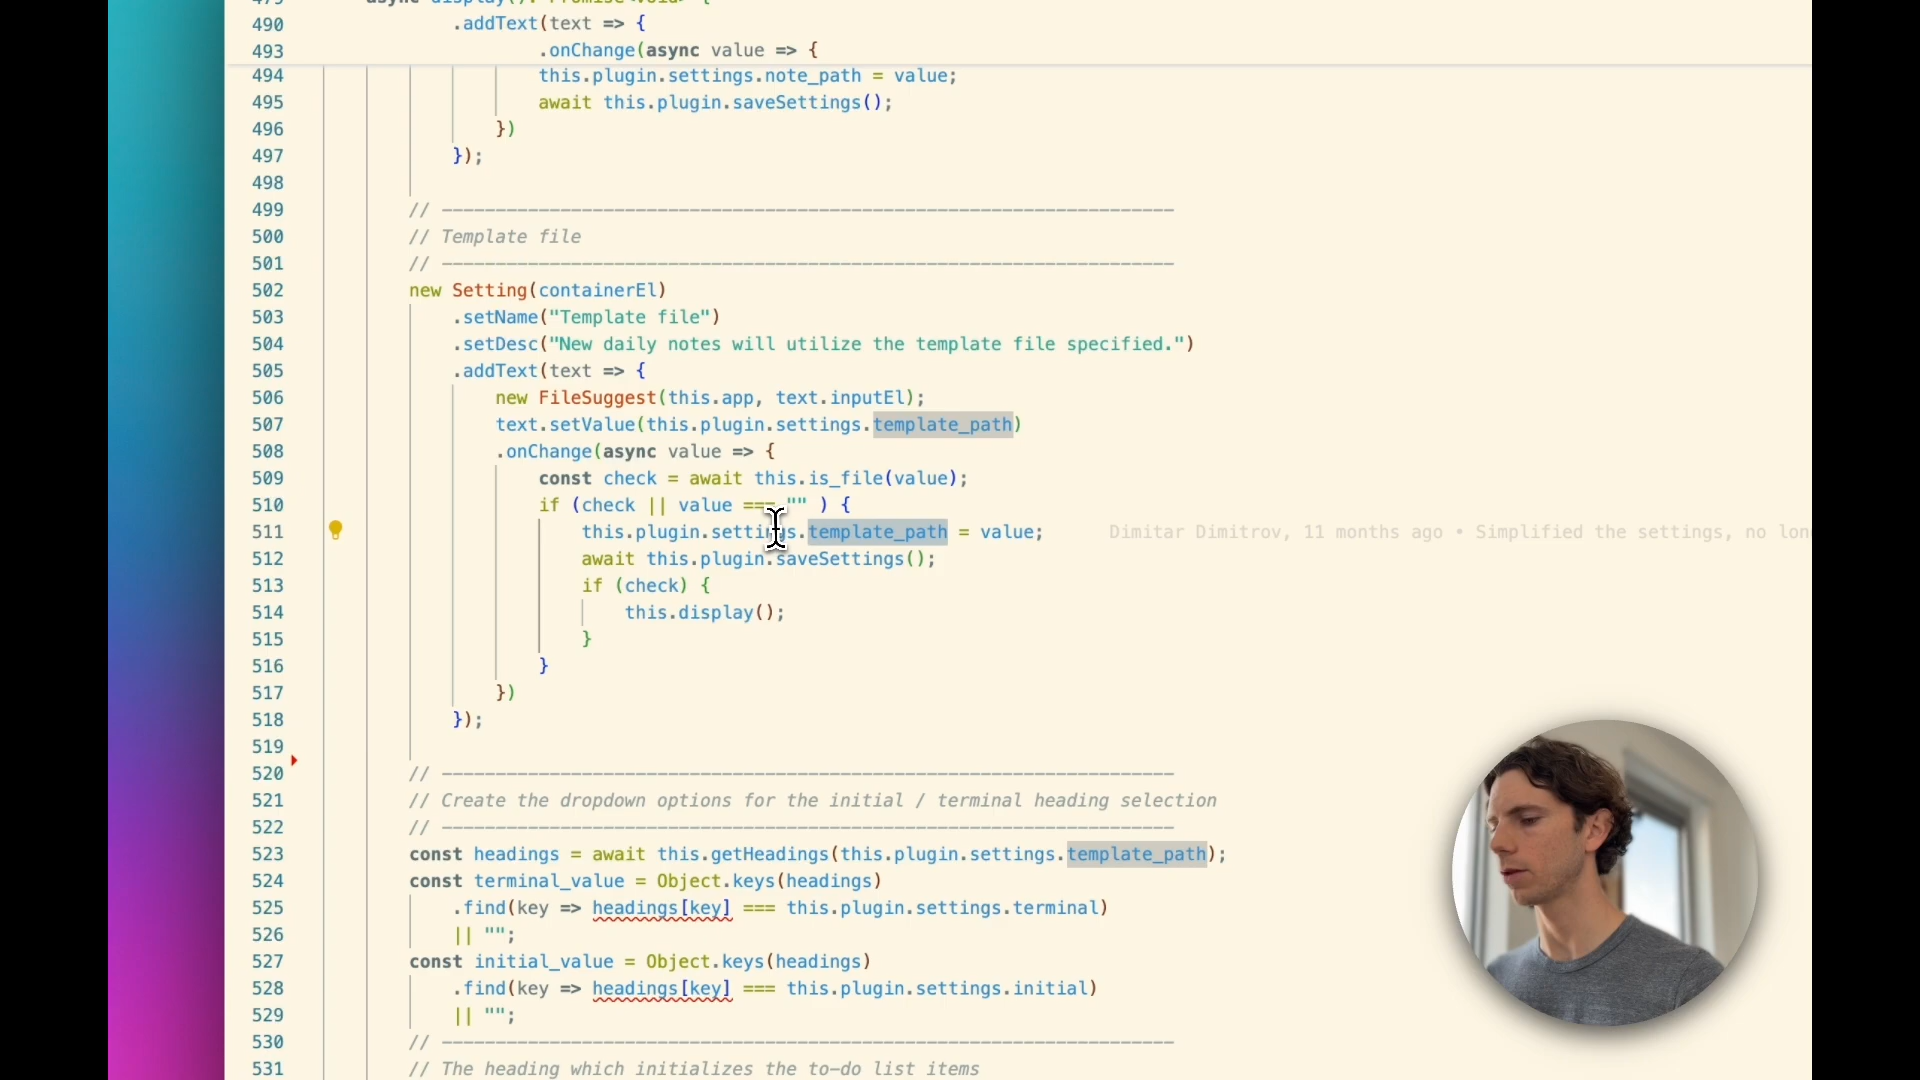 479 async display(): Promise<void> {
490 .addText(text => {
493 .onChange(async value => {
494 this.plugin.settings.note_path = value;
495 await this.plugin.saveSettings();
496 })
497 });
498
499 // ————————————————————————————————————————————————————————————————————
500 // Template file
501 // ————————————————————————————————————————————————————————————————————
502 new Setting(containerEl)
503 .setName("Template file")
504 .setDesc("New daily notes will utilize the template file specified.")
505 .addText(text => {
506 new FileSuggest(this.app, text.inputEl);
507 text.setValue(this.plugin.settings.template_path)
508 .onChange(async value => {
509 const check = await this.is_file(value);
510 if (check || value === "" ) {
511 this.plugin.settings.template_path = value; Dimitar Dimitrov, 11 months ago • Simplified the settings, no lon
512 await this.plugin.saveSettings();
513 if (check) {
514 this.display();
515 }
516 }
517 })
518 });
519
520 // ————————————————————————————————————————————————————————————————————
521 // Create the dropdown options for the initial / terminal heading selection
522 // ————————————————————————————————————————————————————————————————————
523 const headings = await this.getHeadings(this.plugin.settings.template_path);
524 const terminal_value = Object.keys(headings)
525 .find(key => headings[key] === this.plugin.settings.terminal)
526 || "";
527 const initial_value = Object.keys(headings)
528 .find(key => headings[key] === this.plugin.settings.initial)
529 || "";
530 // ————————————————————————————————————————————————————————————————————
531 // The heading which initializes the to-do list items